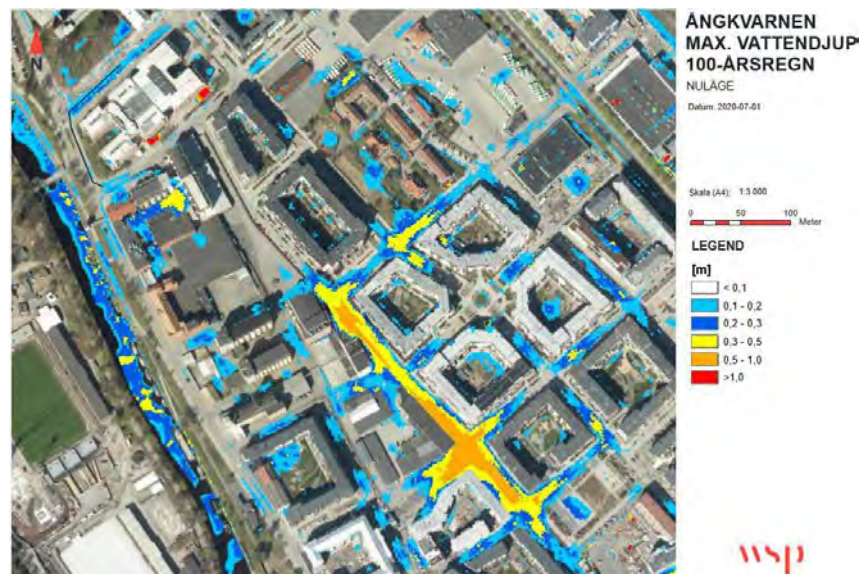 ÅNGKVARNEN
MAX. VATTENDJUP
100-ÅRSREGN
NULÄGE
Datum: 2020-07-01
N
Skala (A4): 1:3 000
0 50 100
Meter
LEGEND
[m]
< 0,1
0,1 - 0,2
0,2 - 0,3
0,3 - 0,5
0,5 - 1,0
>1,0
wsp